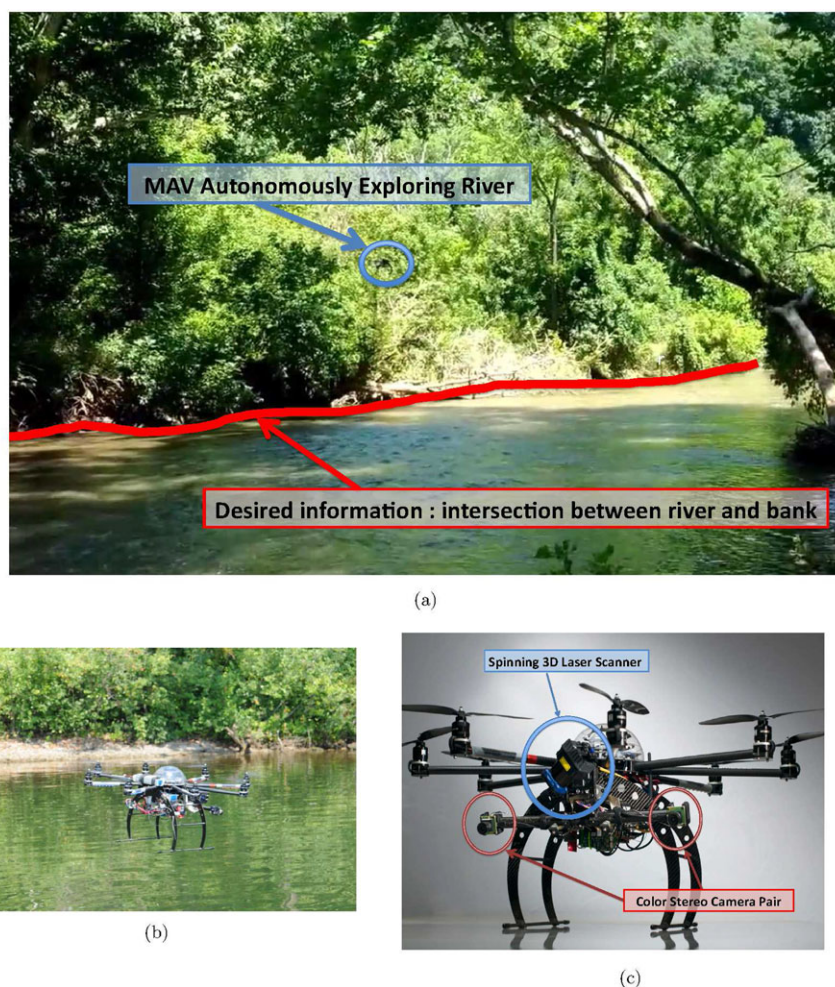 MAV Autonomously Exploring River
Desired information : intersection between river and bank
(a)
Spinning 3D Laser Scanner
Color Stereo Camera Pair
(b)
(c)